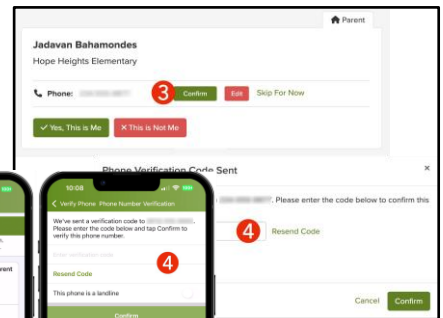 Parent
Jadavan Bahamondes
Hope Heights Elementary
Phone: 3 Confirm Edit Skip For Now
✓ Yes, This is Me ✕ This is Not Me
Phone Verification Code Sent ×
. Please enter the code below to confirm this
4 Resend Code
Cancel Confirm
10:08
Verify Phone Phone Number Verification
We've sent a verification code to
Please enter the code below and tap Confirm to
verify this phone number.
Enter verification code
4
Resend Code
This phone is a landline
Confirm